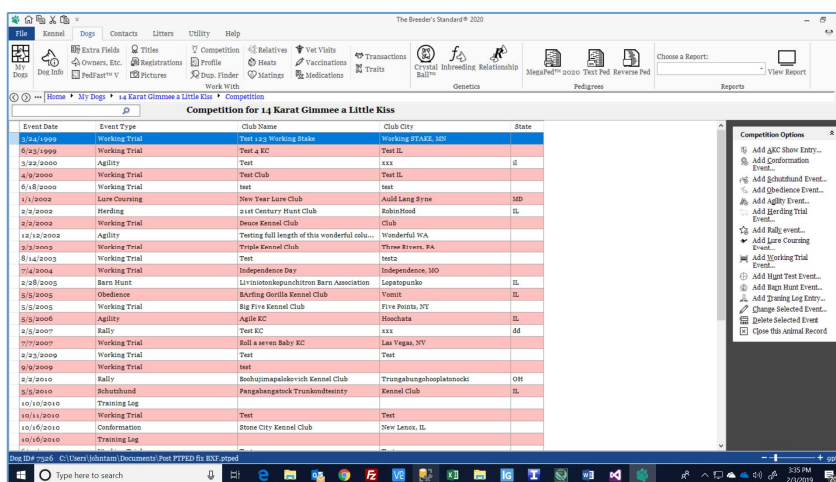 The Breeder's Standard® 2020
File Kennel Dogs Contacts Litters Utility Help
My Dogs
Dog Info
Extra Fields
Owners, Etc.
PedFast™ V
Titles
Registrations
Pictures
Competition
Profile
Dup. Finder
Relatives
Heats
Matings
Vet Visits
Vaccinations
Medications
Transactions
Traits
Work With
Crystal Ball™
Inbreeding
Relationship
Genetics
MegaPed™ 2020
Text Ped
Reverse Ped
Pedigrees
Choose a Report:
View Report
Reports
Home My Dogs 14 Karat Gimmee a Little Kiss Competition
Competition for 14 Karat Gimmee a Little Kiss
Event Date Event Type Club Name Club City State
3/24/1999 Working Trial Test 123 Working Stake Working STAKE, MN
6/23/1999 Working Trial Test 4 KC Test IL
3/22/2000 Agility Test xxx il
4/9/2000 Working Trial Test Club Test IL
6/18/2000 Working Trial test test
1/1/2002 Lure Coursing New Year Lure Club Auld Lang Syne MD
2/2/2002 Herding 21st Century Hunt Club RobinHood IL
2/2/2002 Working Trial Deuce Kennel Club Club
12/12/2002 Agility Testing full length of this wonderful colu... Wonderful WA
3/3/2003 Working Trial Triple Kennel Club Three Rivers, PA
8/14/2003 Working Trial Test test2
7/4/2004 Working Trial Independence Day Independence, MO
2/28/2005 Barn Hunt Liviniotonkopunchitron Barn Association Lopatopunko IL
5/5/2005 Obedience BArfing Gorilla Kennel Club Vomit IL
5/5/2005 Working Trial Big Five Kennel Club Five Points, NY
5/5/2006 Agility Agile KC Hoochata IL
2/5/2007 Rally Test KC xxx dd
7/7/2007 Working Trial Roll a seven Baby KC Las Vegas, NV
2/23/2009 Working Trial Test Test
9/9/2009 Working Trial test
2/2/2010 Rally Boohujimapalokovich Kennel Club Trungabungohooplatonocki OH
5/5/2010 Schutzhund Pangabangatock Trunkondtesinty Kennel Club IL
10/10/2010 Training Log
10/11/2010 Working Trial Test Test
10/16/2010 Conformation Stone City Kennel Club New Lenox, IL
10/16/2010 Training Log
Competition Options
Add AKC Show Entry...
Add Conformation Event...
Add Schutzhund Event...
Add Obedience Event...
Add Agility Event...
Add Herding Trial Event...
Add Rally event...
Add Lure Coursing Event...
Add Working Trial Event...
Add Hunt Test Event...
Add Barn Hunt Event...
Add Traning Log Entry...
Change Selected Event
Delete Selected Event
Close this Animal Record
Dog ID# 7526 C:\Users\johntam\Documents\Post PTPED fix BXF.ptped
Type here to search
3:35 PM
2/3/2019